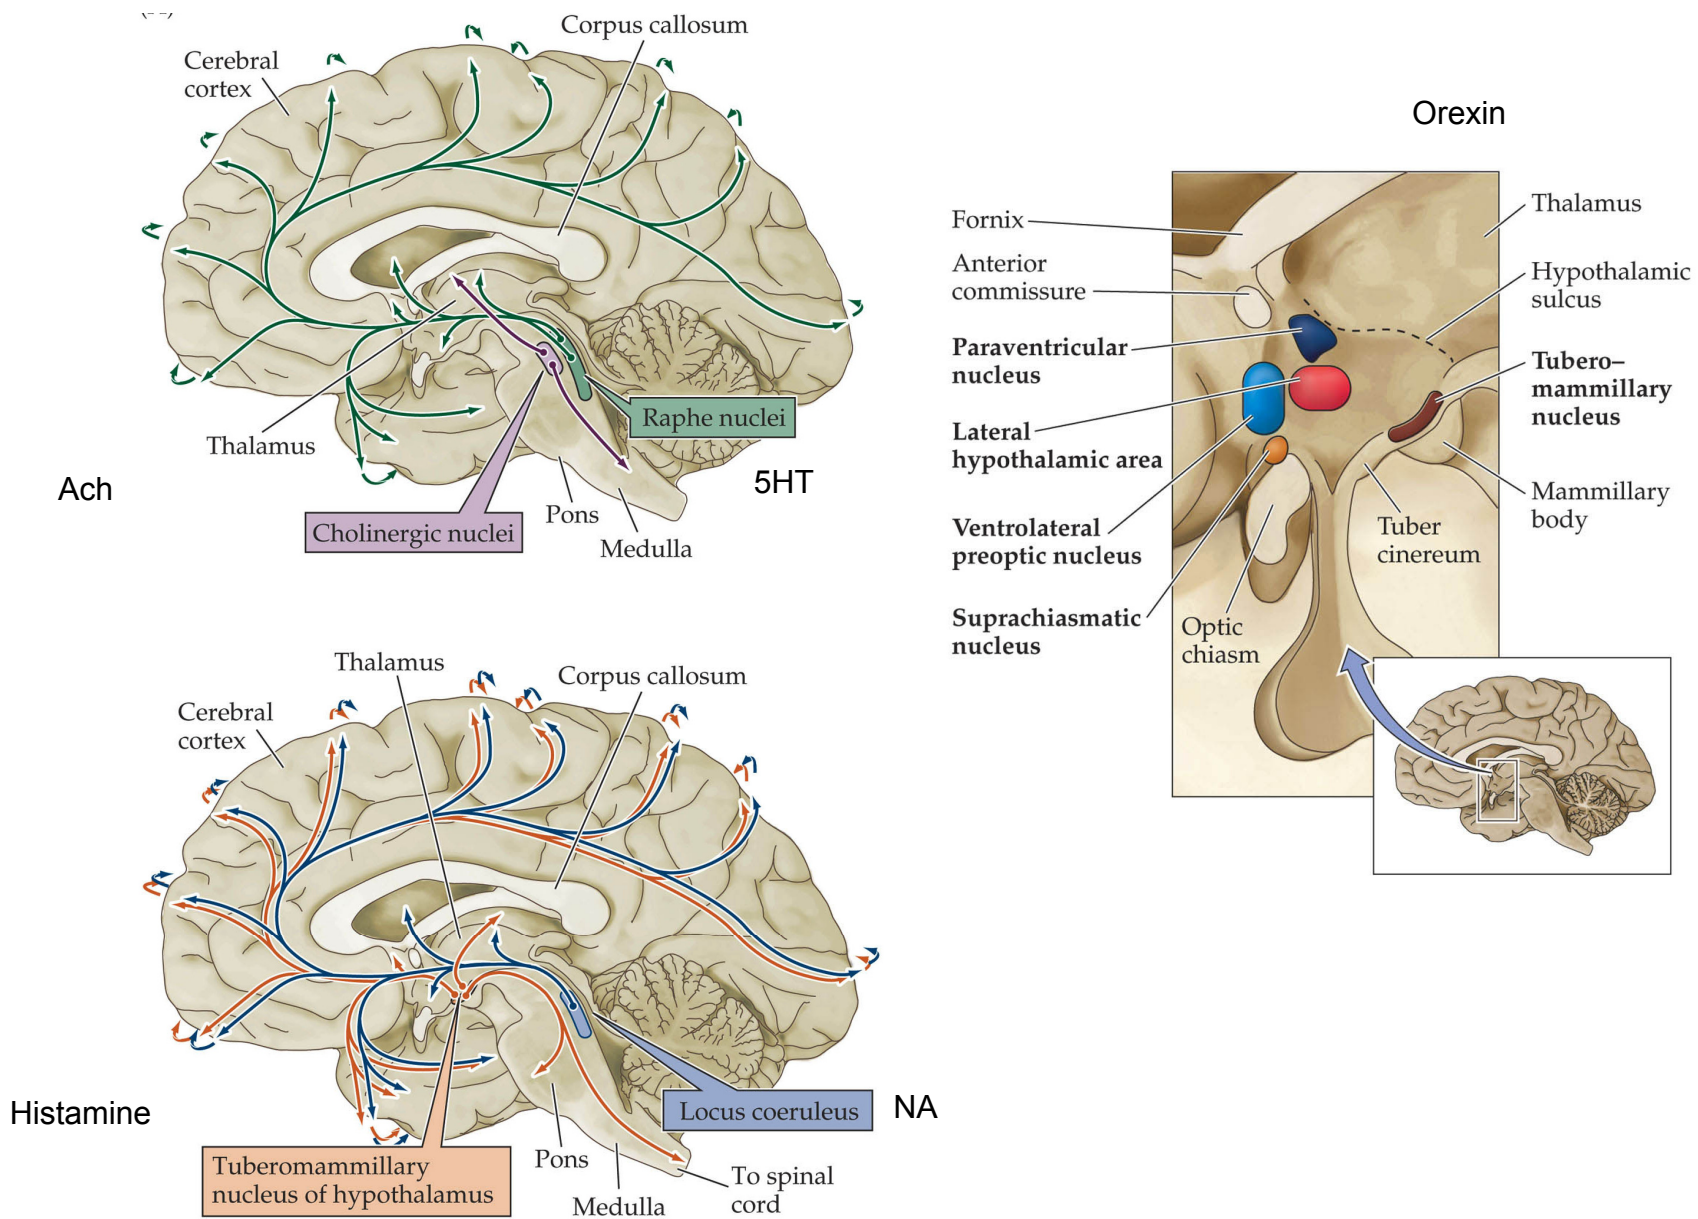 Corpus callosum
Cerebral
cortex
Thalamus
Raphe nuclei
Ach
5HT
Cholinergic nuclei
Pons
Medulla
Orexin
Fornix
Anterior
commissure
Paraventricular
nucleus
Lateral
hypothalamic area
Ventrolateral
preoptic nucleus
Suprachiasmatic
nucleus
Thalamus
Hypothalamic
sulcus
Tubero–
mammillary
nucleus
Mammillary
body
Tuber
cinereum
Optic
chiasm
Thalamus
Corpus callosum
Cerebral
cortex
Histamine
Locus coeruleus
NA
Tuberomammillary
nucleus of hypothalamus
Pons
Medulla
To spinal
cord